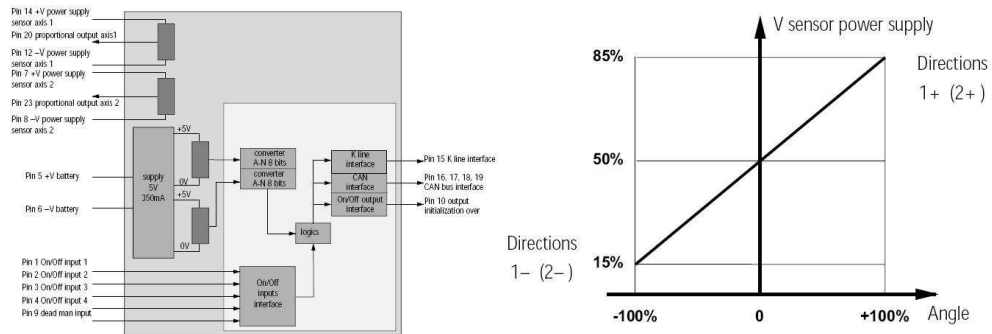 Pin 14 +V power supply
sensor axis 1
Pin 20 proportional output axis1
Pin 12 –V power supply
sensor axis 1
Pin 7 +V power supply
sensor axis 2
Pin 23 proportional output axis 2
Pin 8 –V power supply
sensor axis 2
+5V
0V
+5V
0V
supply
5V
350mA
Pin 5 +V battery
Pin 6 –V battery
converter
A-N 8 bits
converter
A-N 8 bits
K line
interface
CAN
interface
On/Off output
interface
Pin 15 K line interface
Pin 16, 17, 18, 19
CAN bus interface
Pin 10 output
initialization over
logics
Pin 1 On/Off input 1
Pin 2 On/Off input 2
Pin 3 On/Off input 3
Pin 4 On/Off input 4
Pin 9 dead man input
On/Off
inputs
interface
V sensor power supply
85%
Directions
1+ (2+)
50%
Directions
1– (2–)
15%
-100%
0
+100%
Angle